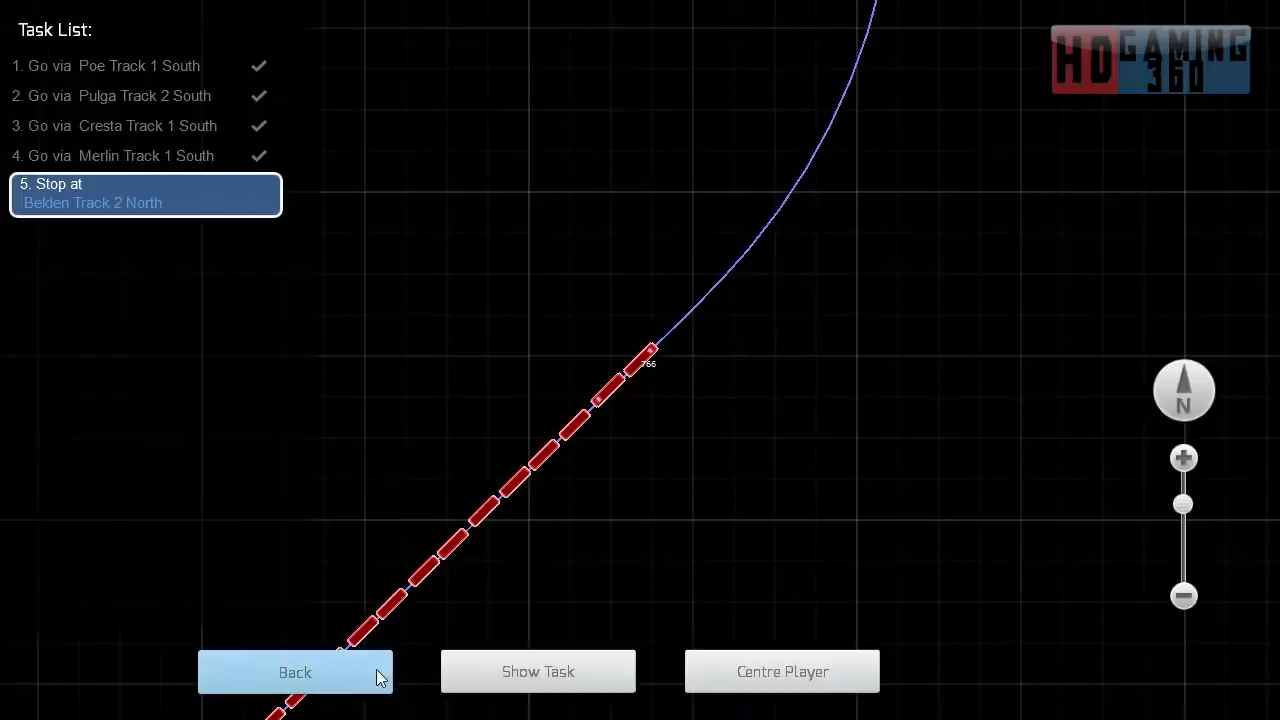 Task List:
1. Go via Poe Track 1 South
2. Go via Pulga Track 2 South
3. Go via Cresta Track 1 South
4. Go via Merlin Track 1 South
5. Stop at
Belden Track 2 North
HD GAMING
360
766
N
Back
Show Task
Centre Player